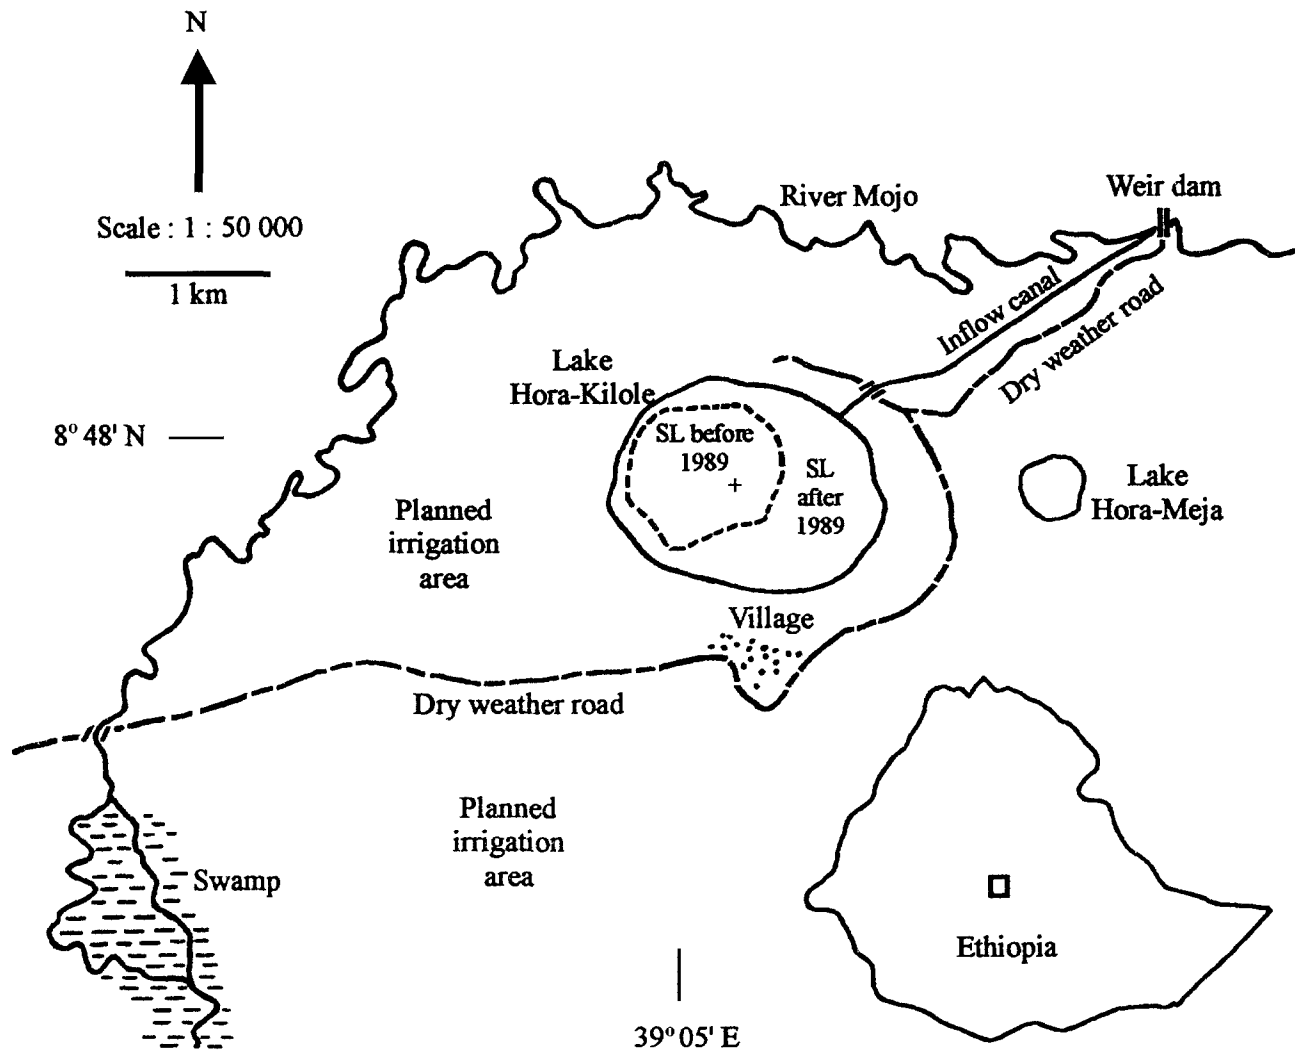 N
Scale : 1 : 50 000
1 km
River Mojo
Weir dam
Inflow canal
Dry weather road
Lake
Hora-Kilole
8° 48' N
SL before
1989
SL
after
1989
Lake
Hora-Meja
Planned
irrigation
area
Village
Dry weather road
Planned
irrigation
area
Swamp
Ethiopia
39° 05' E